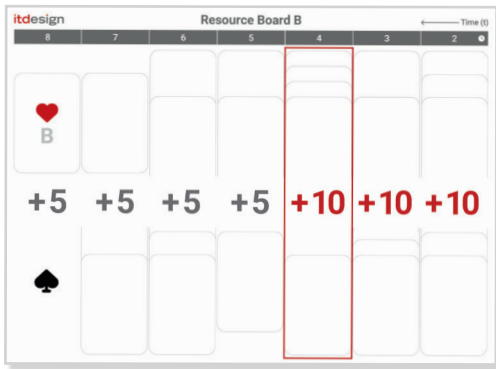 itdesign Resource Board B Time (t)
8 7 6 5 4 3 2
B
+5 +5 +5 +5 +10 +10 +10